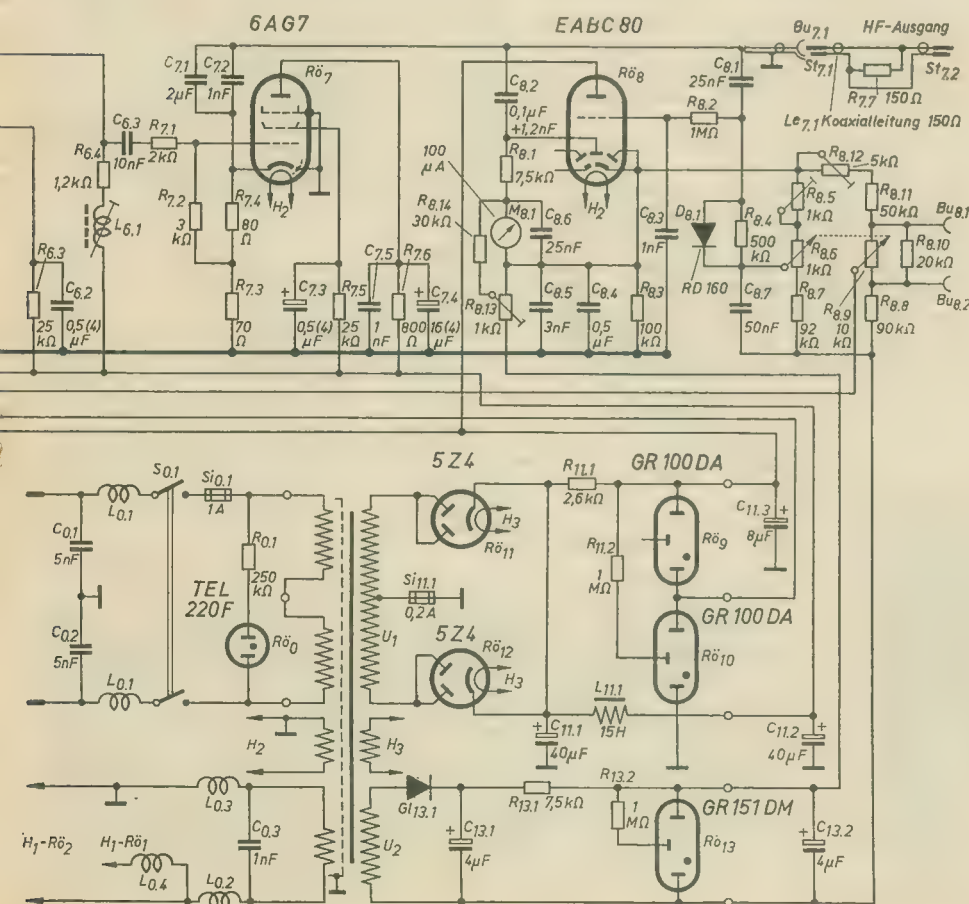 6AG7
EABC 80
Bu7.1
HF-Ausgang
C7.1
2µF
C7.2
1nF
Rö7
C8.2
0,1µF
+1,2nF
Rö8
C8.1
25nF
St7.1
St7.2
R7.7
150Ω
Le7.1 Koaxialleitung 150Ω
R8.2
1MΩ
C6.3
10nF
R7.1
2kΩ
R6.4
1,2kΩ
L6.1
R7.2
3
kΩ
R7.4
80
Ω
H2
100
µA
R8.1
7,5kΩ
R8.14
30kΩ
M8.1
C8.6
25nF
H2
C8.3
1nF
D8.1
RD 160
R8.4
500
kΩ
R8.12
5kΩ
R8.5
1kΩ
R8.11
50kΩ
Bu8.1
R8.6
1kΩ
R8.10
20kΩ
Bu8.2
R6.3
25
kΩ
C6.2
0,5(4)
µF
R7.3
70
Ω
C7.3
0,5(4)
µF
R7.5
25
kΩ
C7.5
1
nF
R7.6
800
Ω
C7.4
16(4)
µF
R8.13
1kΩ
C8.5
3nF
C8.4
0,5
µF
R8.3
100
kΩ
C8.7
50nF
R8.7
92
kΩ
R8.9
10
kΩ
R8.8
90kΩ
S0.1
Si0.1
1A
L0.1
C0.1
5nF
R0.1
250
kΩ
TEL
220F
Rö0
C0.2
5nF
L0.1
5Z4
H3
Rö11
R11.1
2,6kΩ
GR 100 DA
Rö9
C11.3
8µF
R11.2
1
MΩ
Si11.1
0,2A
U1
5Z4
Rö12
H3
GR 100 DA
Rö10
L11.1
15H
C11.1
40µF
C11.2
40µF
H2
H3
Gl13.1
R13.1 7,5kΩ
R13.2
1
MΩ
GR 151 DM
Rö13
C13.1
4µF
C13.2
4µF
U2
L0.3
C0.3
1nF
H1-Rö2
H1-Rö1
L0.4
L0.2